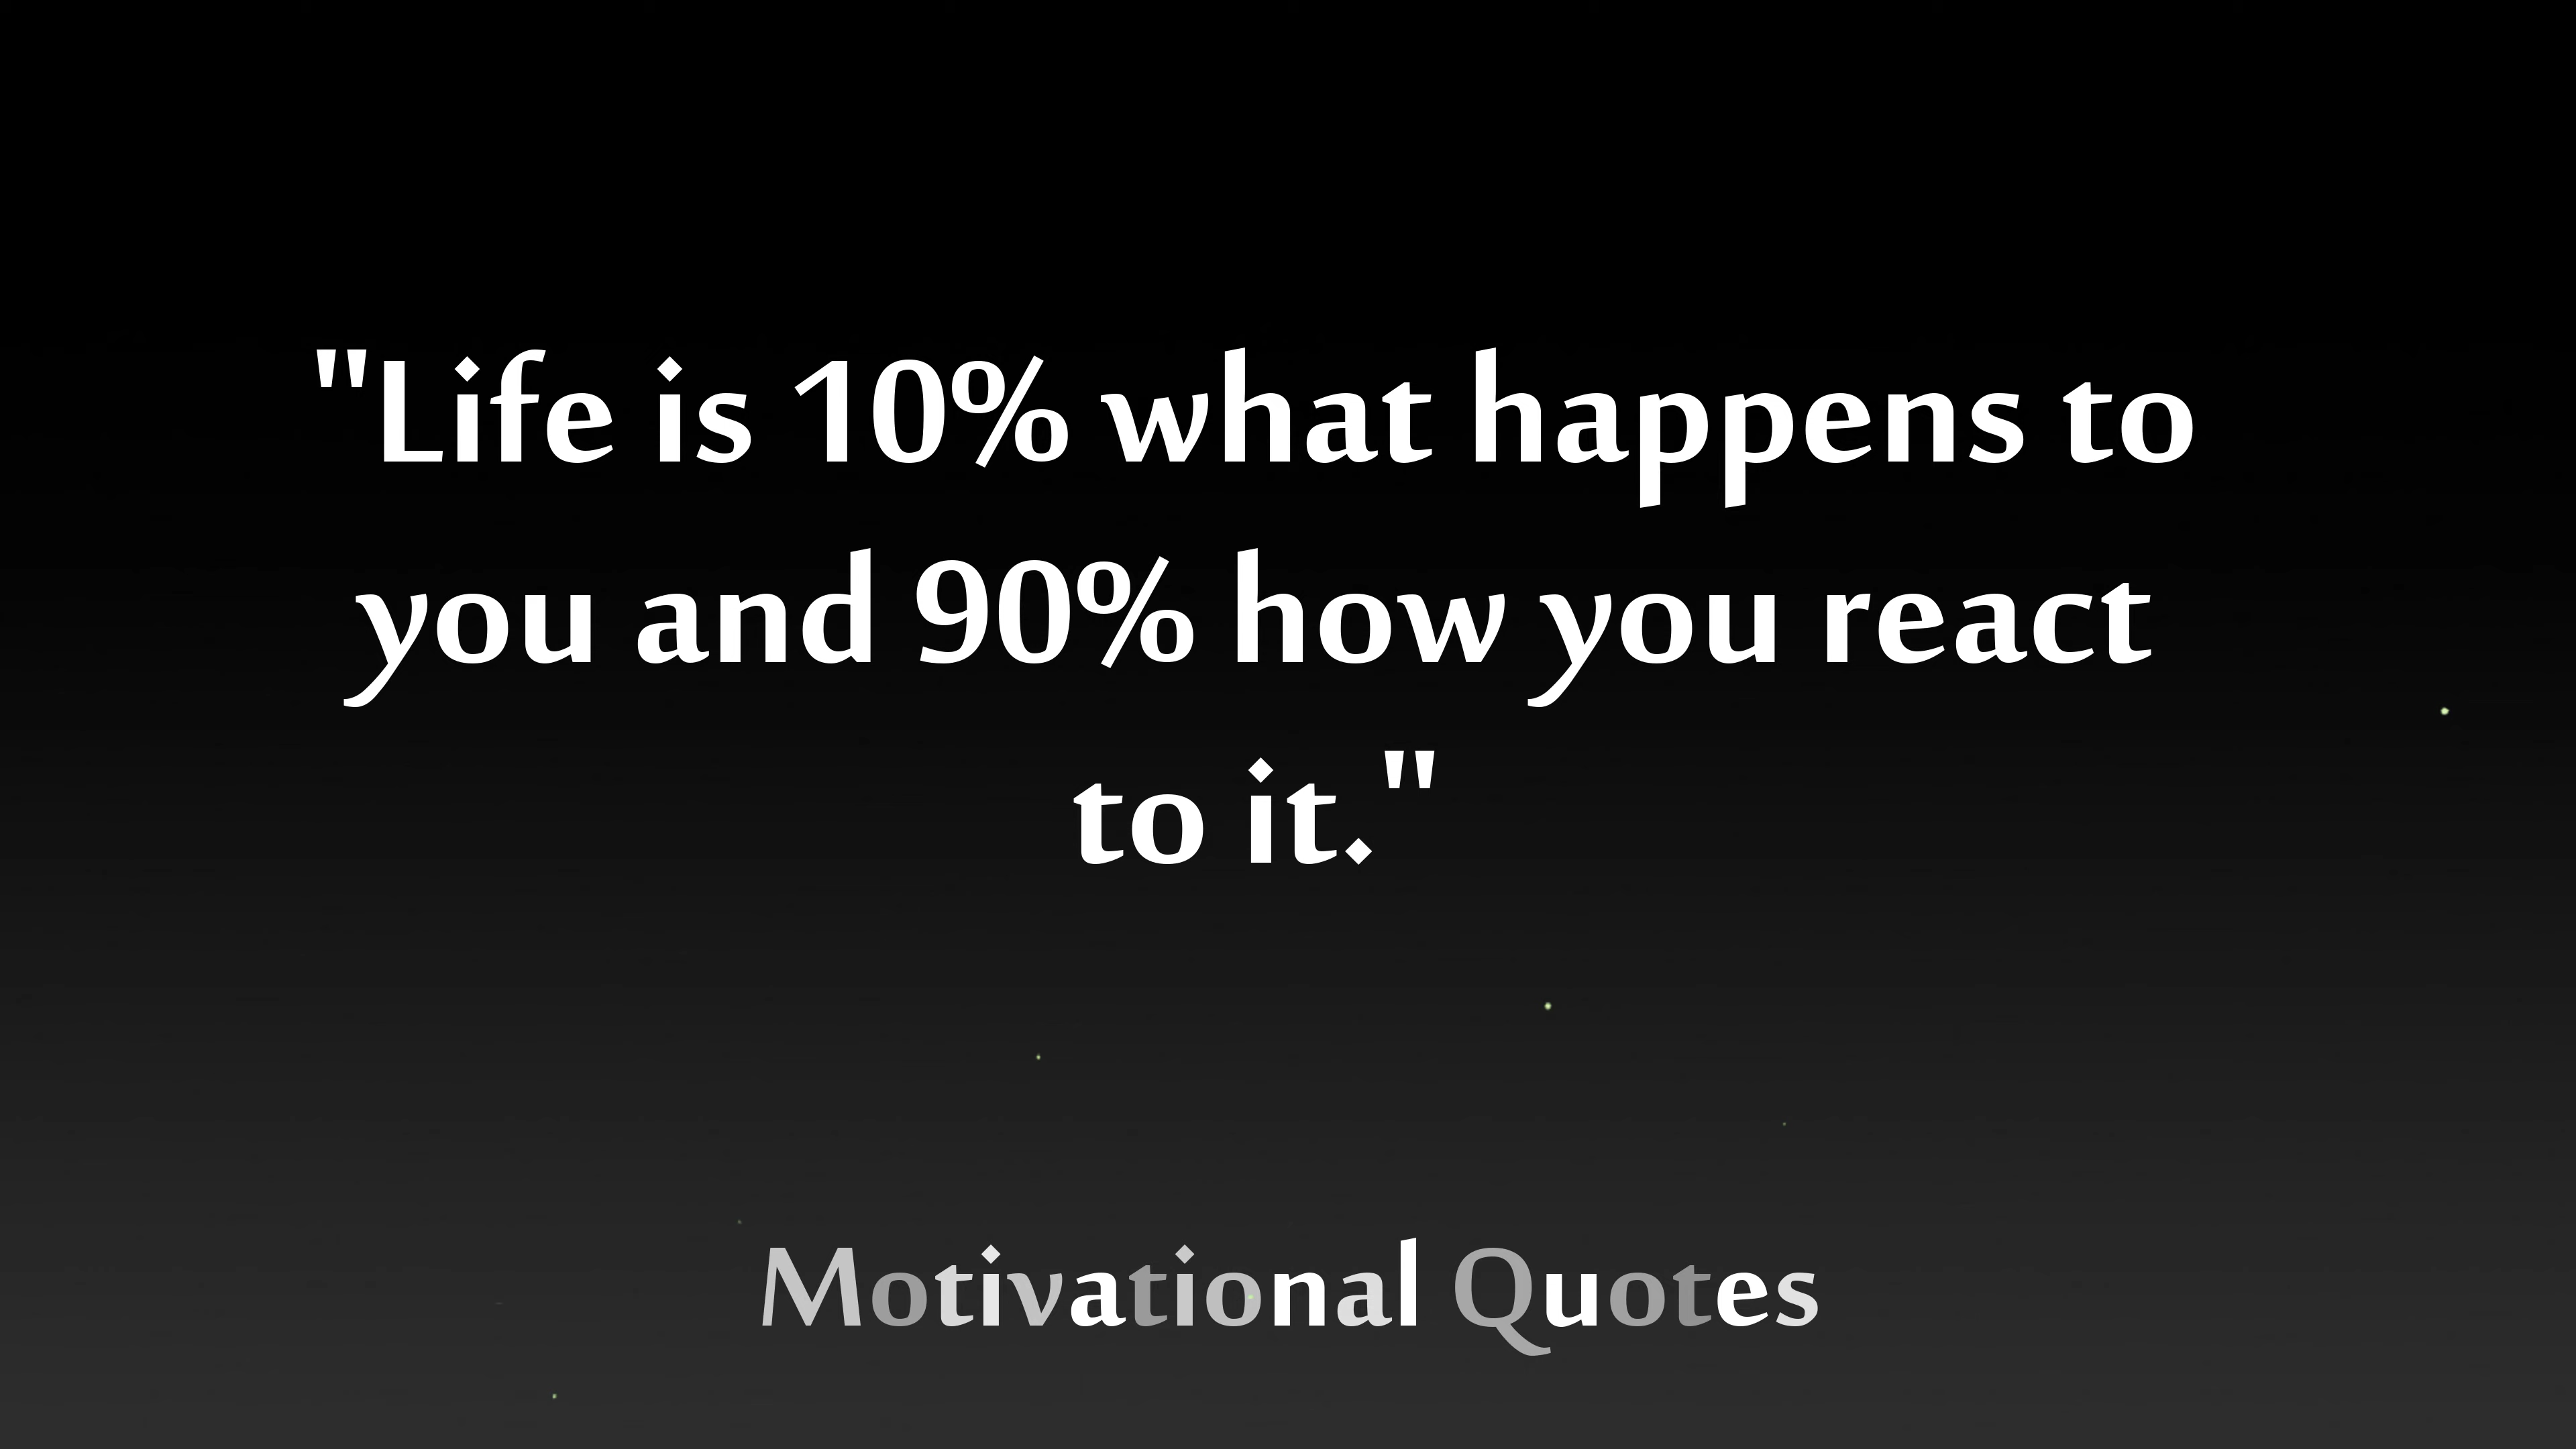 "Life is 10% what happens to
you and 90% how you react
to it."
Motivational Quotes